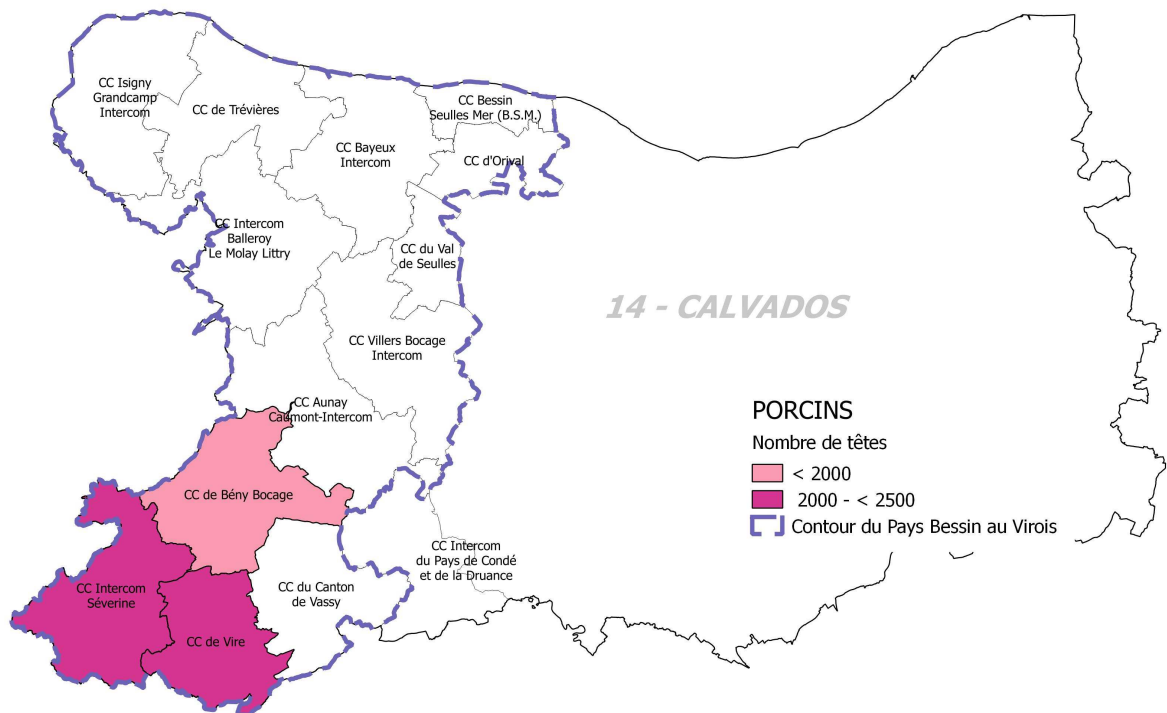 CC Isigny
Grandcamp
Intercom
CC de Trévières
CC Bessin
Seulles Mer (B.S.M.)
CC Bayeux
Intercom
CC d'Orival
CC Intercom
Balleroy
Le Molay Littry
CC du Val
de Seulles
14 - CALVADOS
CC Villers Bocage
Intercom
CC Aunay
Caumont-Intercom
PORCINS
Nombre de têtes
< 2000
2000 - < 2500
Contour du Pays Bessin au Virois
CC de Bény Bocage
CC Intercom
du Pays de Condé
et de la Druance
CC Intercom
Séverine
CC du Canton
de Vassy
CC de Vire